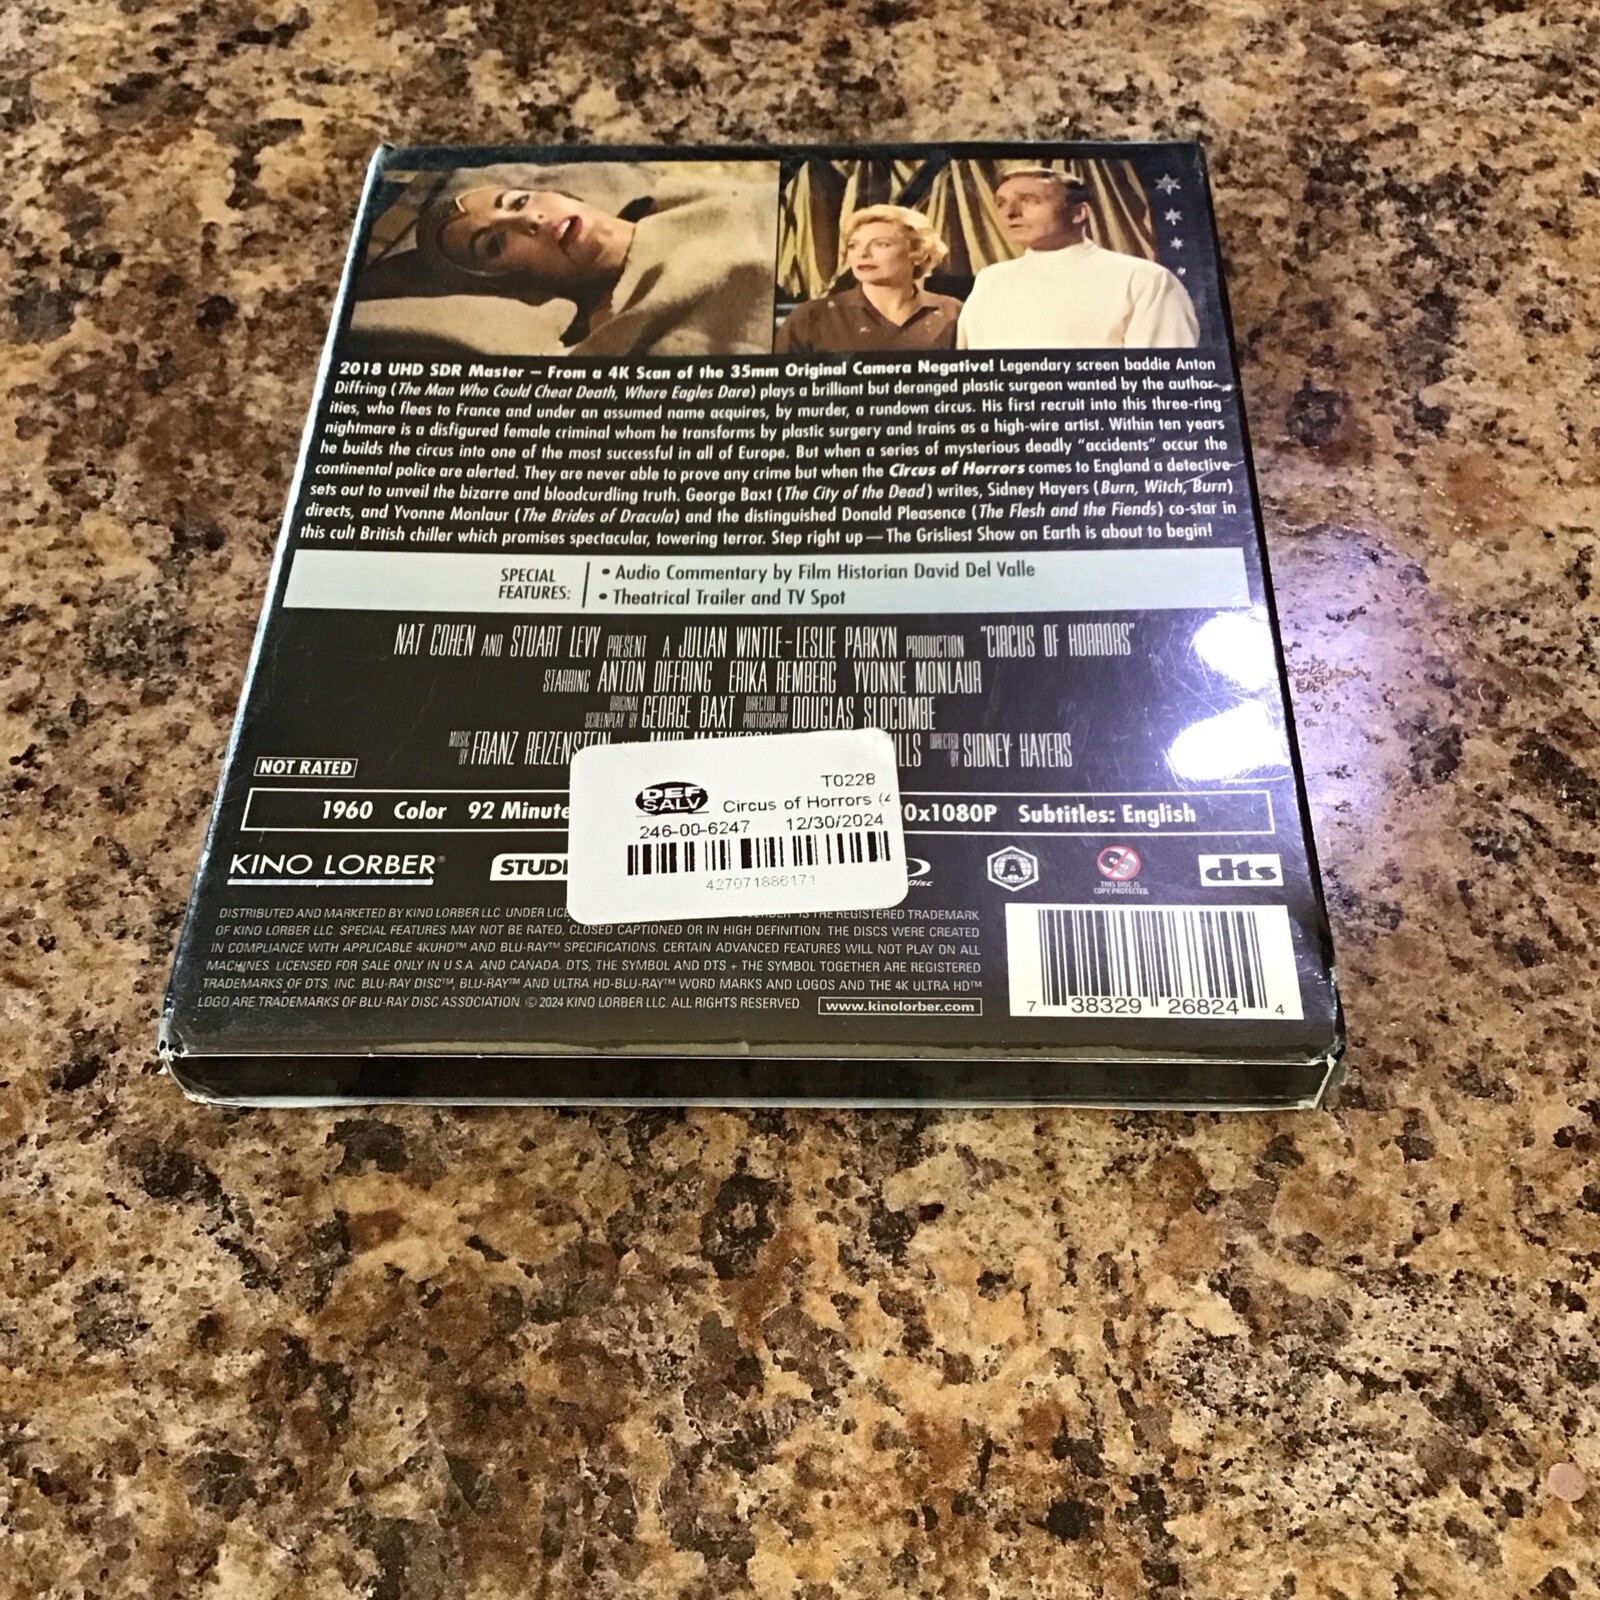 2018 UHD SDR Master – From a 4K Scan of the 35mm Original Camera Negative! Legendary screen baddie Anton
Diffring (The Man Who Could Cheat Death, Where Eagles Dare) plays a brilliant but deranged plastic surgeon wanted by the author-
ities, who flees to France and under an assumed name acquires, by murder, a rundown circus. His first recruit into this three-ring
nightmare is a disfigured female criminal whom he transforms by plastic surgery and trains as a high-wire artist. Within ten years
he builds the circus into one of the most successful in all of Europe. But when a series of mysterious deadly “accidents” occur the
continental police are alerted. They are never able to prove any crime but when the Circus of Horrors comes to England a detective
sets out to unveil the bizarre and bloodcurdling truth. George Baxt (The City of the Dead) writes, Sidney Hayers (Burn, Witch, Burn)
directs, and Yvonne Monlaur (The Brides of Dracula) and the distinguished Donald Pleasence (The Flesh and the Fiends) co-star in
this cult British chiller which promises spectacular, towering terror. Step right up — The Grisliest Show on Earth is about to begin!
SPECIAL FEATURES:
• Audio Commentary by Film Historian David Del Valle
• Theatrical Trailer and TV Spot
NAT COHEN AND STUART LEVY PRESENT A JULIAN WINTLE-LESLIE PARKYN PRODUCTION "CIRCUS OF HORRORS"
STARRING ANTON DIFFRING ERIKA REMBERG YVONNE MONLAUR
ORIGINAL SCREENPLAY BY GEORGE BAXT DIRECTOR OF PHOTOGRAPHY DOUGLAS SLOCOMBE
MUSIC BY FRANZ REIZENSTEIN AND MUIR MATHIESON LLS DIRECTED BY SIDNEY HAYERS
NOT RATED
1960 Color 92 Minute 0x1080P Subtitles: English
DEF SALV
T0228
Circus of Horrors (4
246-00-6247 12/30/2024
427071886171
KINO LORBER® STUDI Disc A THIS DISC IS COPY PROTECTED dts
DISTRIBUTED AND MARKETED BY KINO LORBER LLC. UNDER LICE IS THE REGISTERED TRADEMARK
OF KINO LORBER LLC. SPECIAL FEATURES MAY NOT BE RATED, CLOSED CAPTIONED OR IN HIGH DEFINITION. THE DISCS WERE CREATED
IN COMPLIANCE WITH APPLICABLE 4KUHD™ AND BLU-RAY™ SPECIFICATIONS. CERTAIN ADVANCED FEATURES WILL NOT PLAY ON ALL
MACHINES. LICENSED FOR SALE ONLY IN U.S.A. AND CANADA. DTS, THE SYMBOL AND DTS + THE SYMBOL TOGETHER ARE REGISTERED
TRADEMARKS OF DTS, INC. BLU-RAY DISC™, BLU-RAY™ AND ULTRA HD-BLU-RAY™ WORD MARKS AND LOGOS AND THE 4K ULTRA HD™
LOGO ARE TRADEMARKS OF BLU-RAY DISC ASSOCIATION. © 2024 KINO LORBER LLC. ALL RIGHTS RESERVED. www.kinolorber.com
7 38329 26824 4